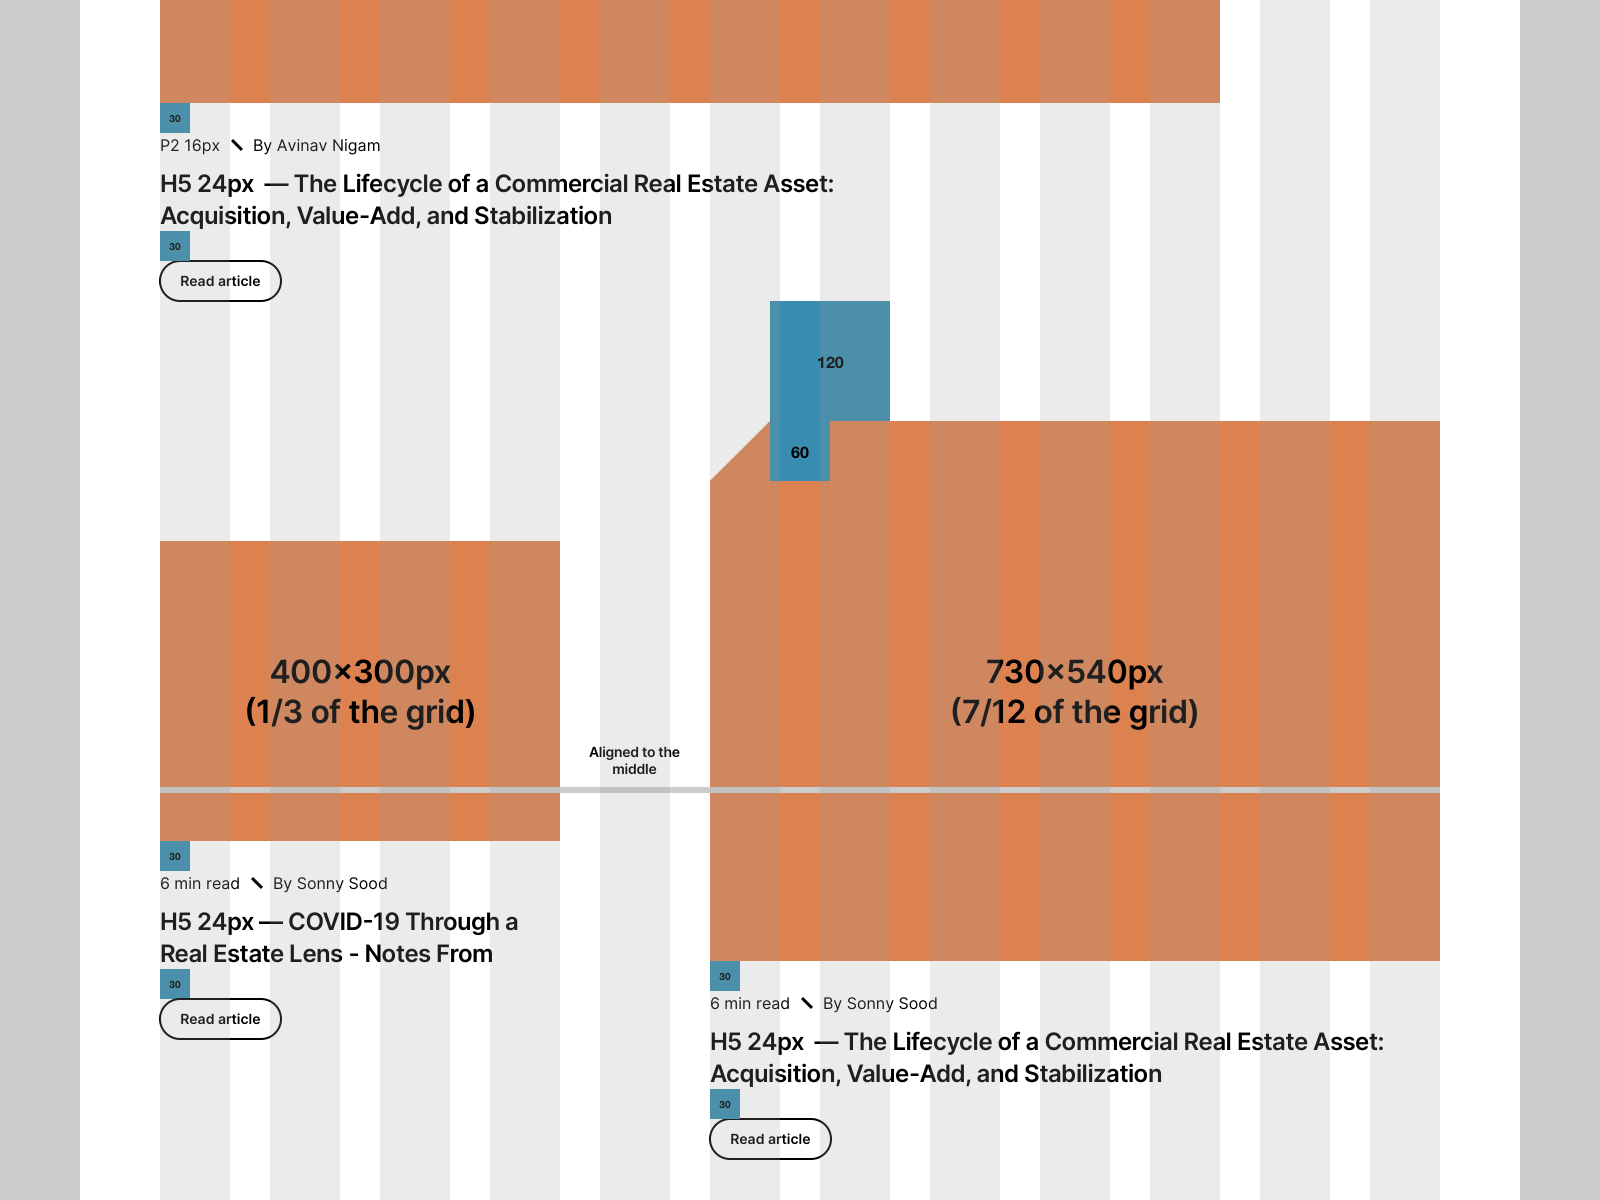 30
P2 16px \ By Avinav Nigam
H5 24px — The Lifecycle of a Commercial Real Estate Asset:
Acquisition, Value-Add, and Stabilization
30
Read article
120
60
400×300px
(1/3 of the grid)
730×540px
(7/12 of the grid)
Aligned to the
middle
30
6 min read \ By Sonny Sood
H5 24px — COVID-19 Through a
Real Estate Lens - Notes From
30
Read article
30
6 min read \ By Sonny Sood
H5 24px — The Lifecycle of a Commercial Real Estate Asset:
Acquisition, Value-Add, and Stabilization
30
Read article